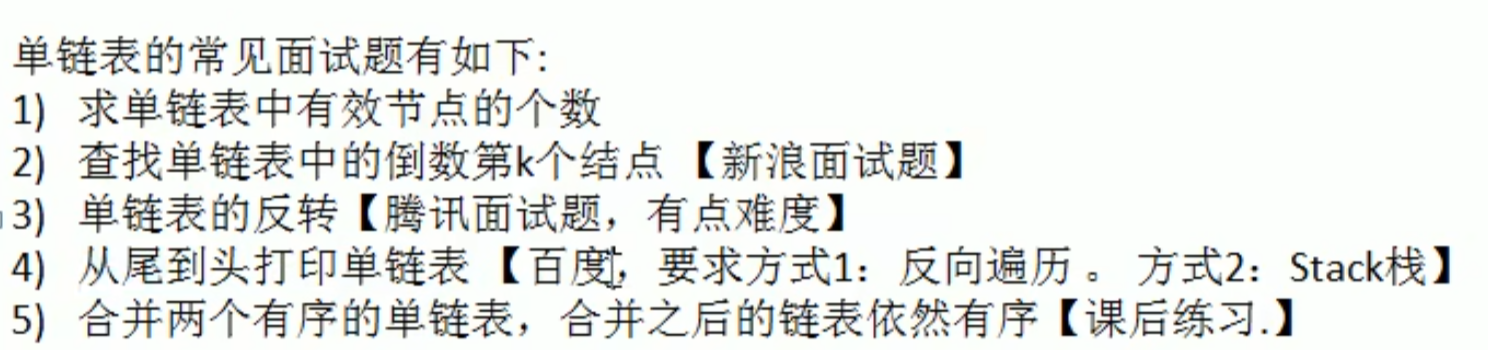 单链表的常见面试题有如下:
1) 求单链表中有效节点的个数
2) 查找单链表中的倒数第k个结点 【新浪面试题】
3) 单链表的反转【腾讯面试题，有点难度】
4) 从尾到头打印单链表 【百度，要求方式1：反向遍历 。 方式2：Stack栈】
5) 合并两个有序的单链表，合并之后的链表依然有序【课后练习.】